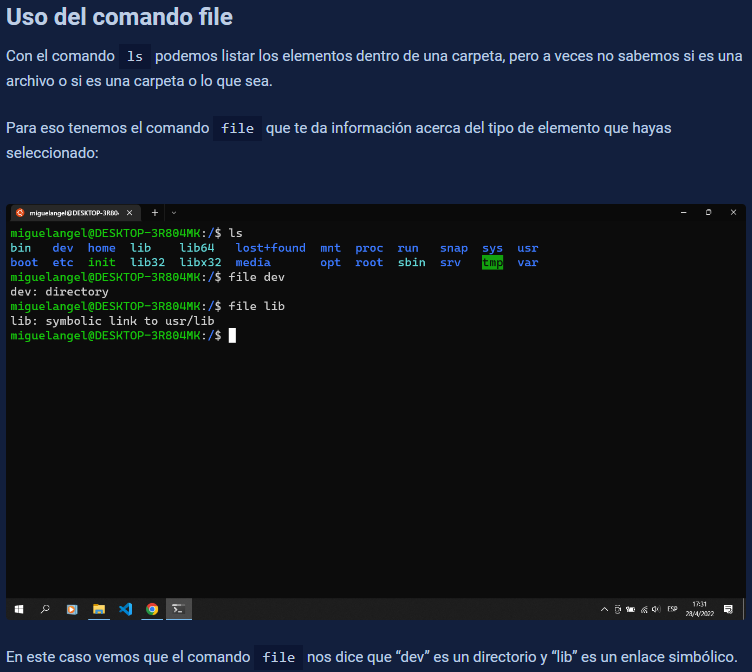 Uso del comando file
Con el comando ls podemos listar los elementos dentro de una carpeta, pero a veces no sabemos si es una
archivo o si es una carpeta o lo que sea.
Para eso tenemos el comando file que te da información acerca del tipo de elemento que hayas
seleccionado:
miguelangel@DESKTOP-3R804
miguelangel@DESKTOP-3R804MK:/$ ls
bin dev home lib lib64 lost+found mnt proc run snap sys usr
boot etc init lib32 libx32 media opt root sbin srv tmp var
miguelangel@DESKTOP-3R804MK:/$ file dev
dev: directory
miguelangel@DESKTOP-3R804MK:/$ file lib
lib: symbolic link to usr/lib
miguelangel@DESKTOP-3R804MK:/$
ESP
17:31
28/4/2022
En este caso vemos que el comando file nos dice que “dev” es un directorio y “lib” es un enlace simbólico.